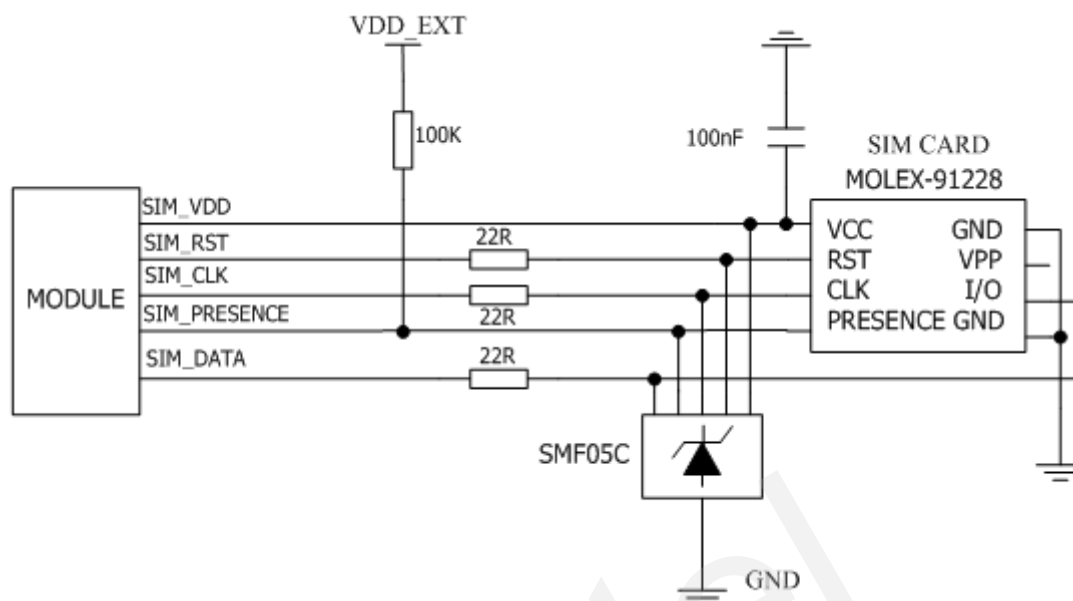 VDD_EXT
100K
100nF
SIM CARD
MOLEX-91228
MODULE
SIM_VDD
SIM_RST
SIM_CLK
SIM_PRESENCE
SIM_DATA
22R
22R
22R
VCC GND
RST VPP
CLK I/O
PRESENCE GND
SMF05C
GND